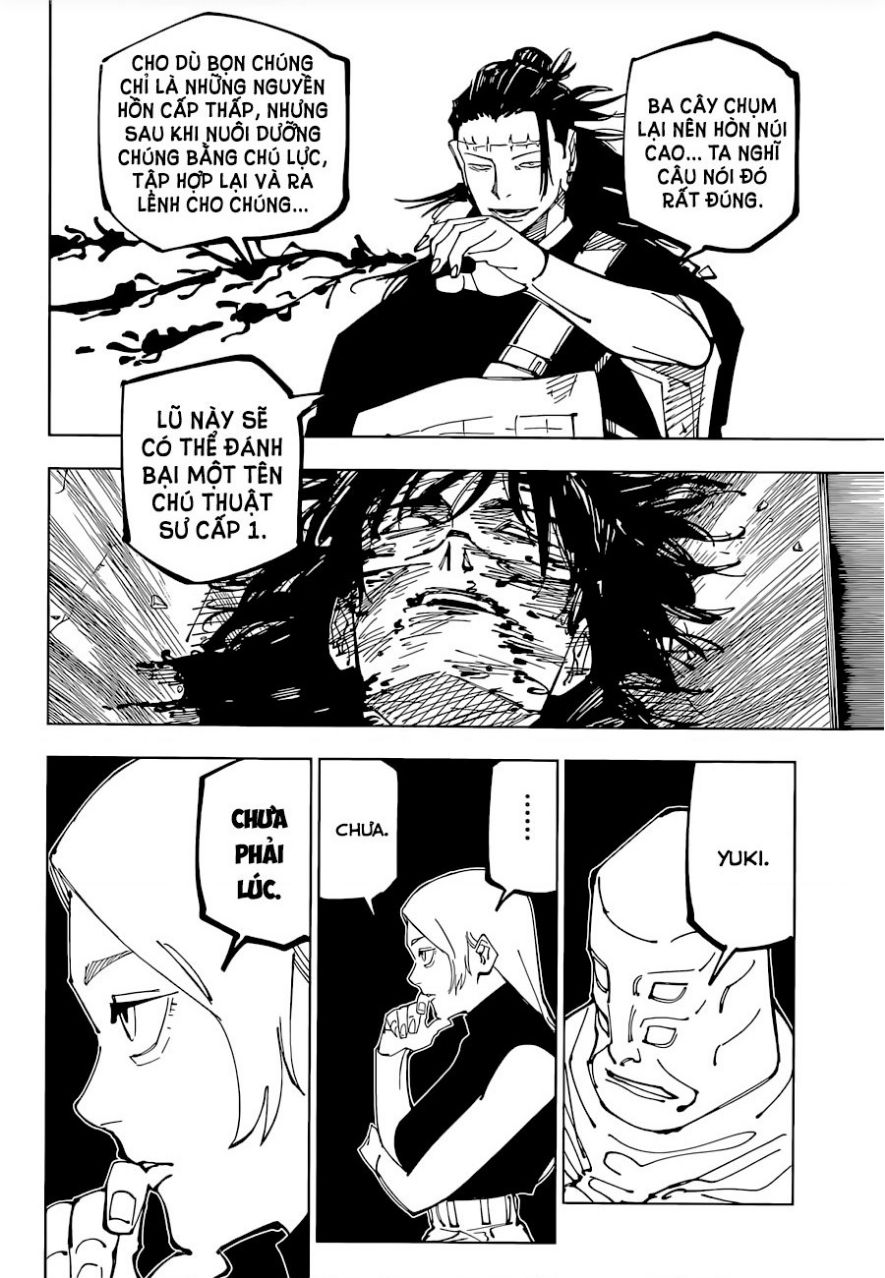 BA CÂY CHỤM
LẠI NÊN HÒN NÚI
CAO... TA NGHĨ
CÂU NÓI ĐÓ
RẤT ĐÚNG.
CHO DÙ BỌN CHÚNG
CHỈ LÀ NHỮNG NGUYỀN
HỒN CẤP THẤP, NHƯNG
SAU KHI NUÔI DƯỠNG
CHÚNG BẰNG CHÚ LỰC,
TẬP HỢP LẠI VÀ RA
LỆNH CHO CHÚNG...
LŨ NÀY SẼ
CÓ THỂ ĐÁNH
BẠI MỘT TÊN
CHÚ THUẬT
SƯ CẤP 1.
YUKI.
......
CHƯA.
CHƯA
PHẢI
LÚC.